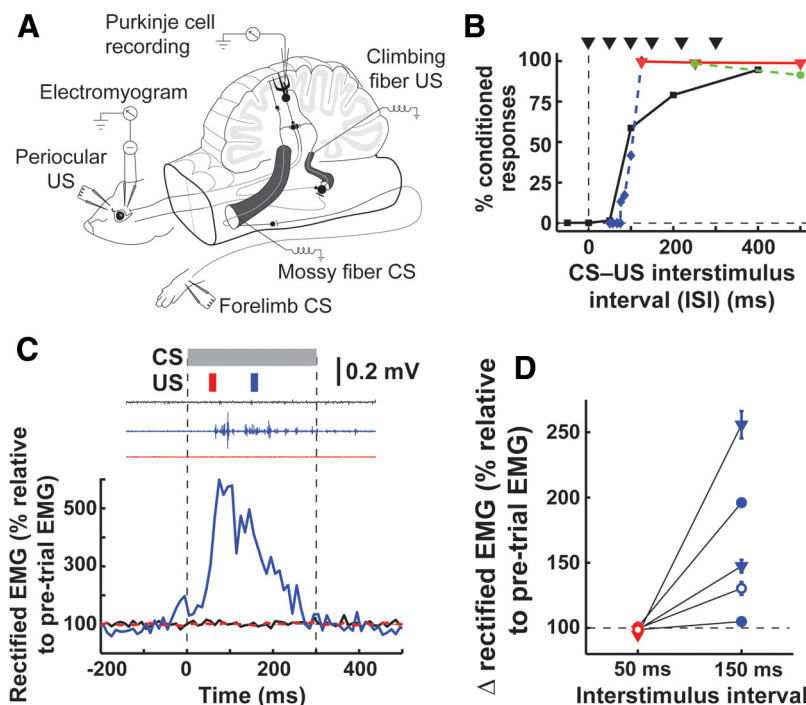 A
Purkinje cell
recording
Climbing
fiber US
Electromyogram
Periocular
US
Mossy fiber CS
Forelimb CS
B
% conditioned
responses
100
75
50
25
0
0
200
400
CS–US interstimulus
interval (ISI) (ms)
C
CS
US
0.2 mV
Rectified EMG (% relative
to pre-trial EMG)
500
300
100
-200
0
200
400
Time (ms)
D
Δ rectified EMG (% relative
to pre-trial EMG)
250
200
150
100
50 ms
150 ms
Interstimulus interval